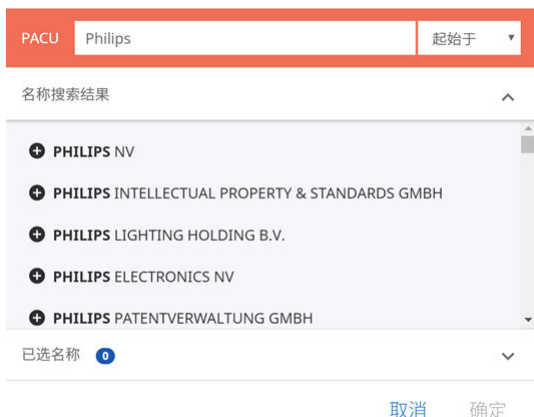 PACU Philips 起始于
名称搜索结果
PHILIPS NV
PHILIPS INTELLECTUAL PROPERTY & STANDARDS GMBH
PHILIPS LIGHTING HOLDING B.V.
PHILIPS ELECTRONICS NV
PHILIPS PATENTVERWALTUNG GMBH
已选名称 0
取消 确定